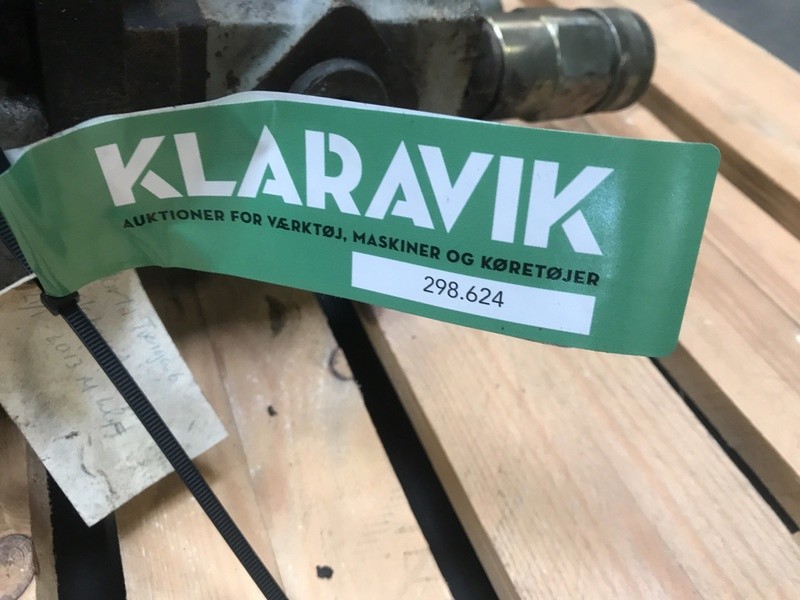 KLARAVIK
AUKTIONER FOR VÆRKTØJ, MASKINER OG KØRETØJER
298.624